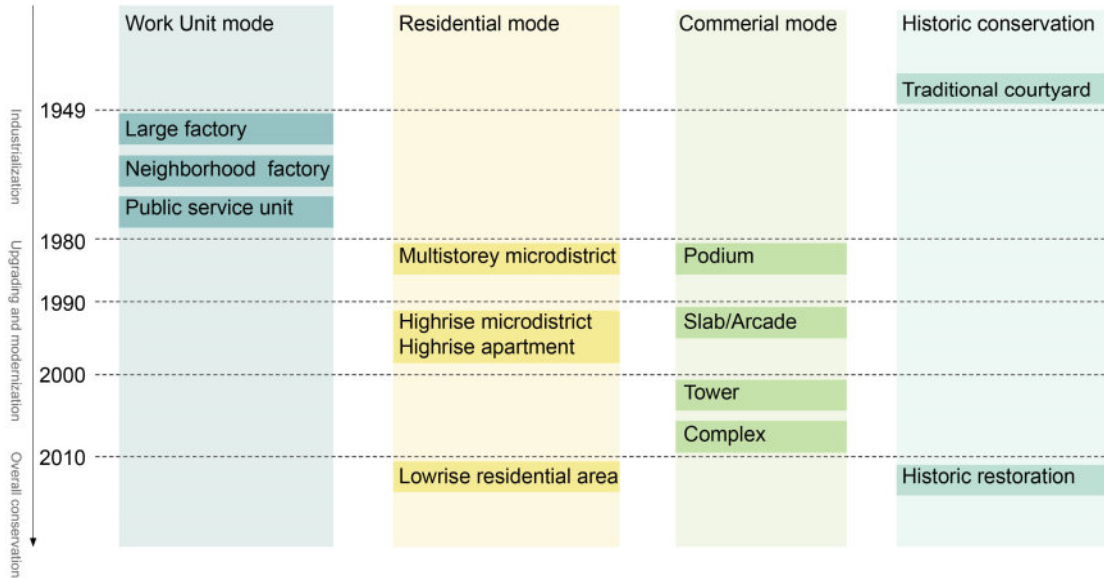 Work Unit mode
Residential mode
Commerial mode
Historic conservation
Traditional courtyard
1949
Industrialization
Large factory
Neighborhood factory
Public service unit
1980
Upgrading and modernization
Multistorey microdistrict
Podium
1990
Highrise microdistrict
Highrise apartment
Slab/Arcade
2000
Tower
Complex
2010
Overall conservation
Lowrise residential area
Historic restoration